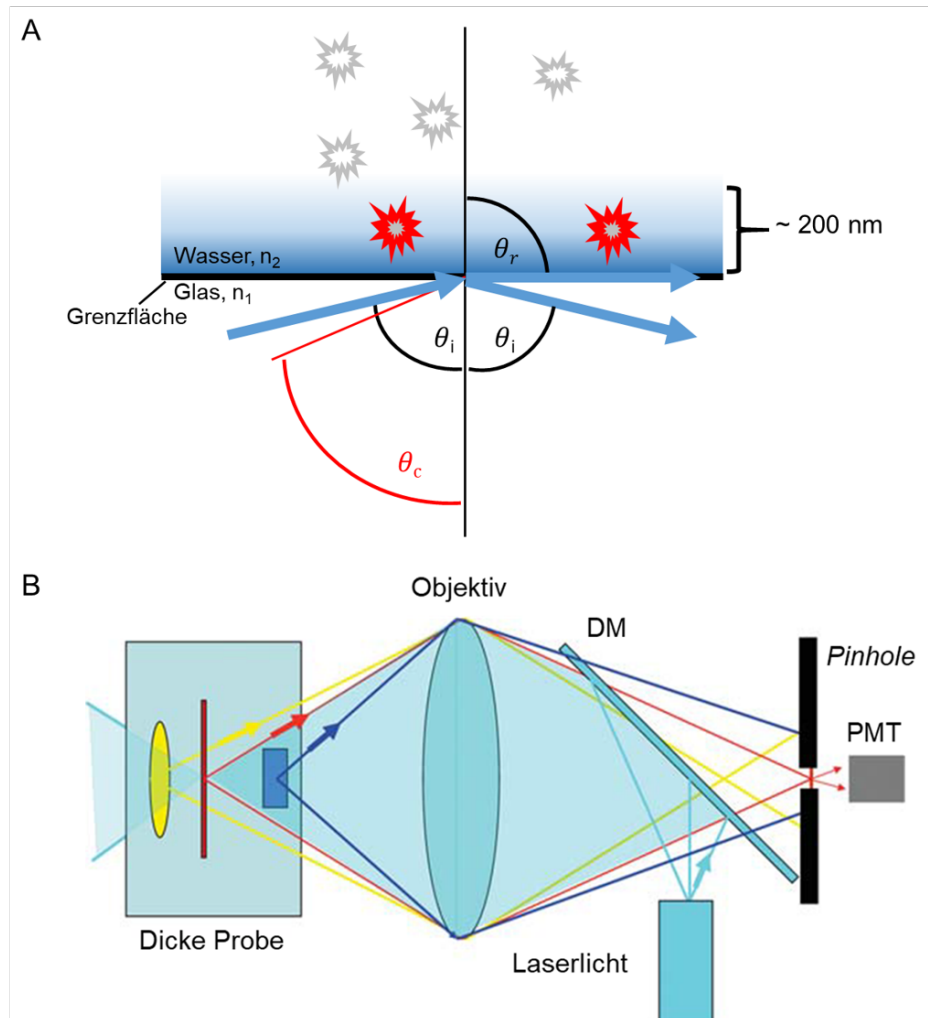 A
~ 200 nm
θr
Wasser, n2
Glas, n1
Grenzfläche
θi
θi
θc
B
Objektiv
DM
Pinhole
PMT
Dicke Probe
Laserlicht